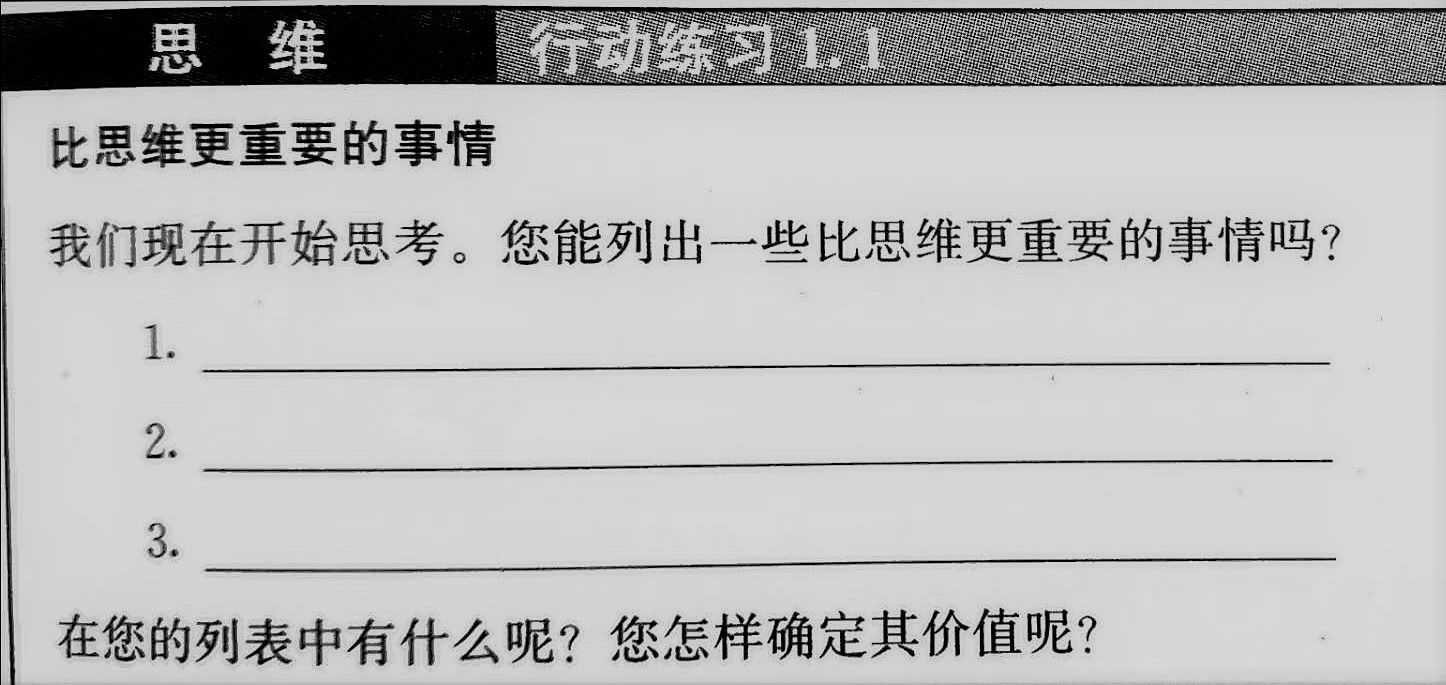 思 维 行动练习 1.1
比思维更重要的事情
我们现在开始思考。您能列出一些比思维更重要的事情吗？
1.
2.
3.
在您的列表中有什么呢？您怎样确定其价值呢？